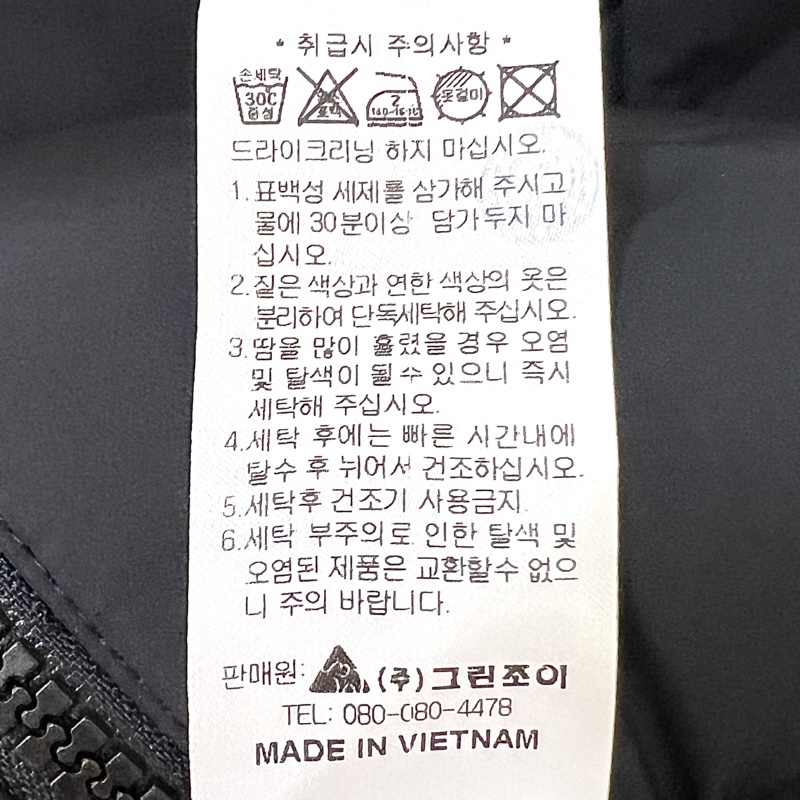 * 취급시 주의사항 *
손세탁
30C
중성
옷걸이
드라이크리닝 하지 마십시오.
1. 표백성 세제를 삼가해 주시고
물에 30분이상 담가두지 마
십시오.
2. 짙은 색상과 연한 색상의 옷은
분리하여 단독세탁해 주십시오.
3. 땀을 많이 흘렸을 경우 오염
및 탈색이 될수 있으니 즉시
세탁해 주십시오.
4. 세탁 후에는 빠른 시간내에
탈수 후 뉘어서 건조하십시오.
5. 세탁후 건조기 사용금지.
6. 세탁 부주의로 인한 탈색 및
오염된 제품은 교환할수 없으
니 주의 바랍니다.
판매원: (주)그린조이
TEL: 080-080-4478
MADE IN VIETNAM